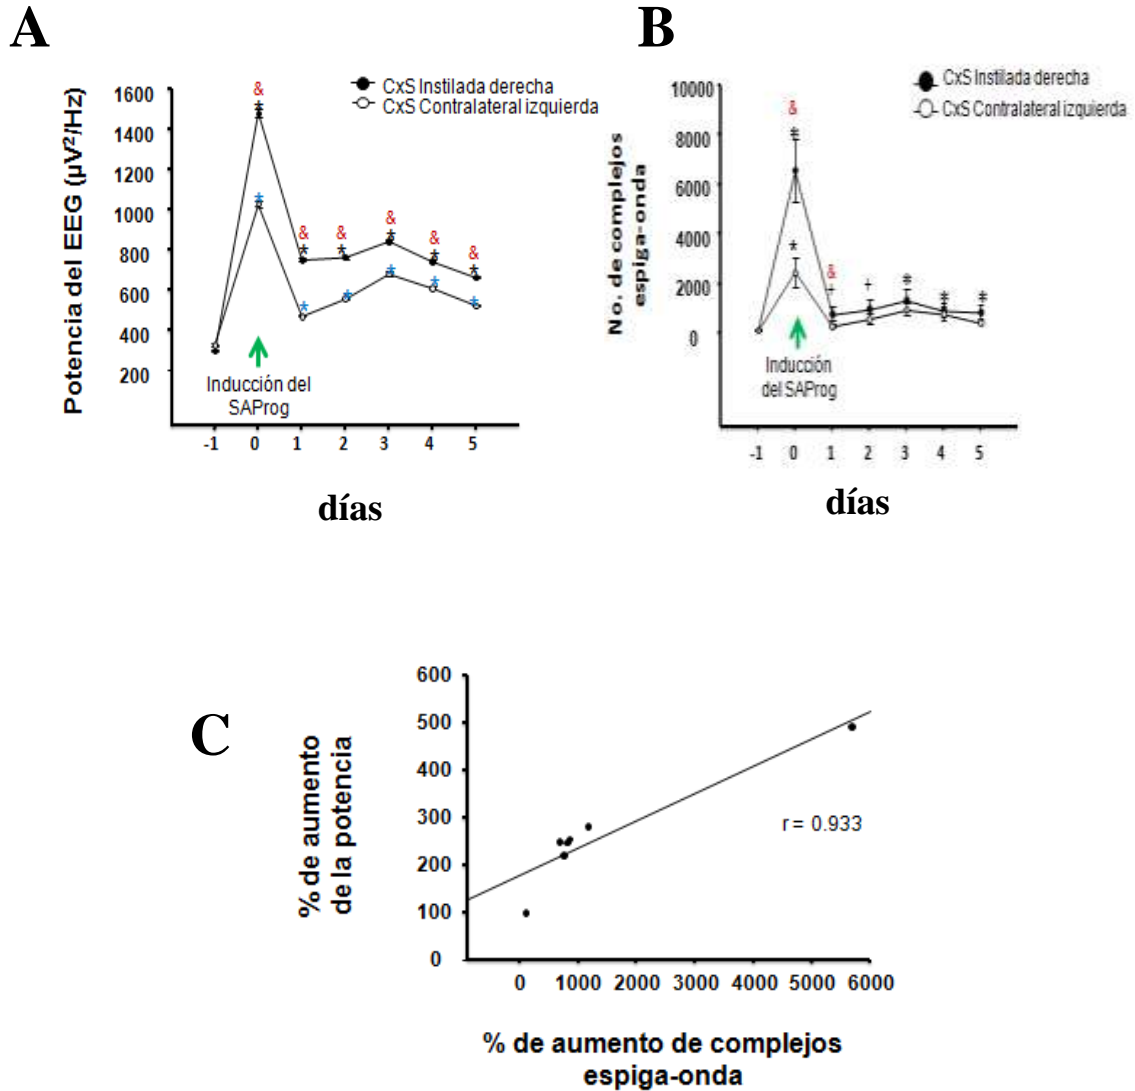 A
CxS Instilada derecha
CxS Contralateral izquierda
Potencia del EEG (µV²/Hz)
1600
1400
1200
1000
800
600
400
200
&
*
*
&
*
*
&
*
*
&
*
*
&
*
*
&
*
*
Inducción del
SAProg
-1 0 1 2 3 4 5
días
B
CxS Instilada derecha
CxS Contralateral izquierda
No. de complejos
espiga-onda
10000
8000
6000
4000
2000
0
&
*
*
&
+
+
*
*
*
Inducción
del SAProg
-1 0 1 2 3 4 5
días
C
% de aumento
de la potencia
600
500
400
300
200
100
0
r = 0.933
0 1000 2000 3000 4000 5000 6000
% de aumento de complejos
espiga-onda